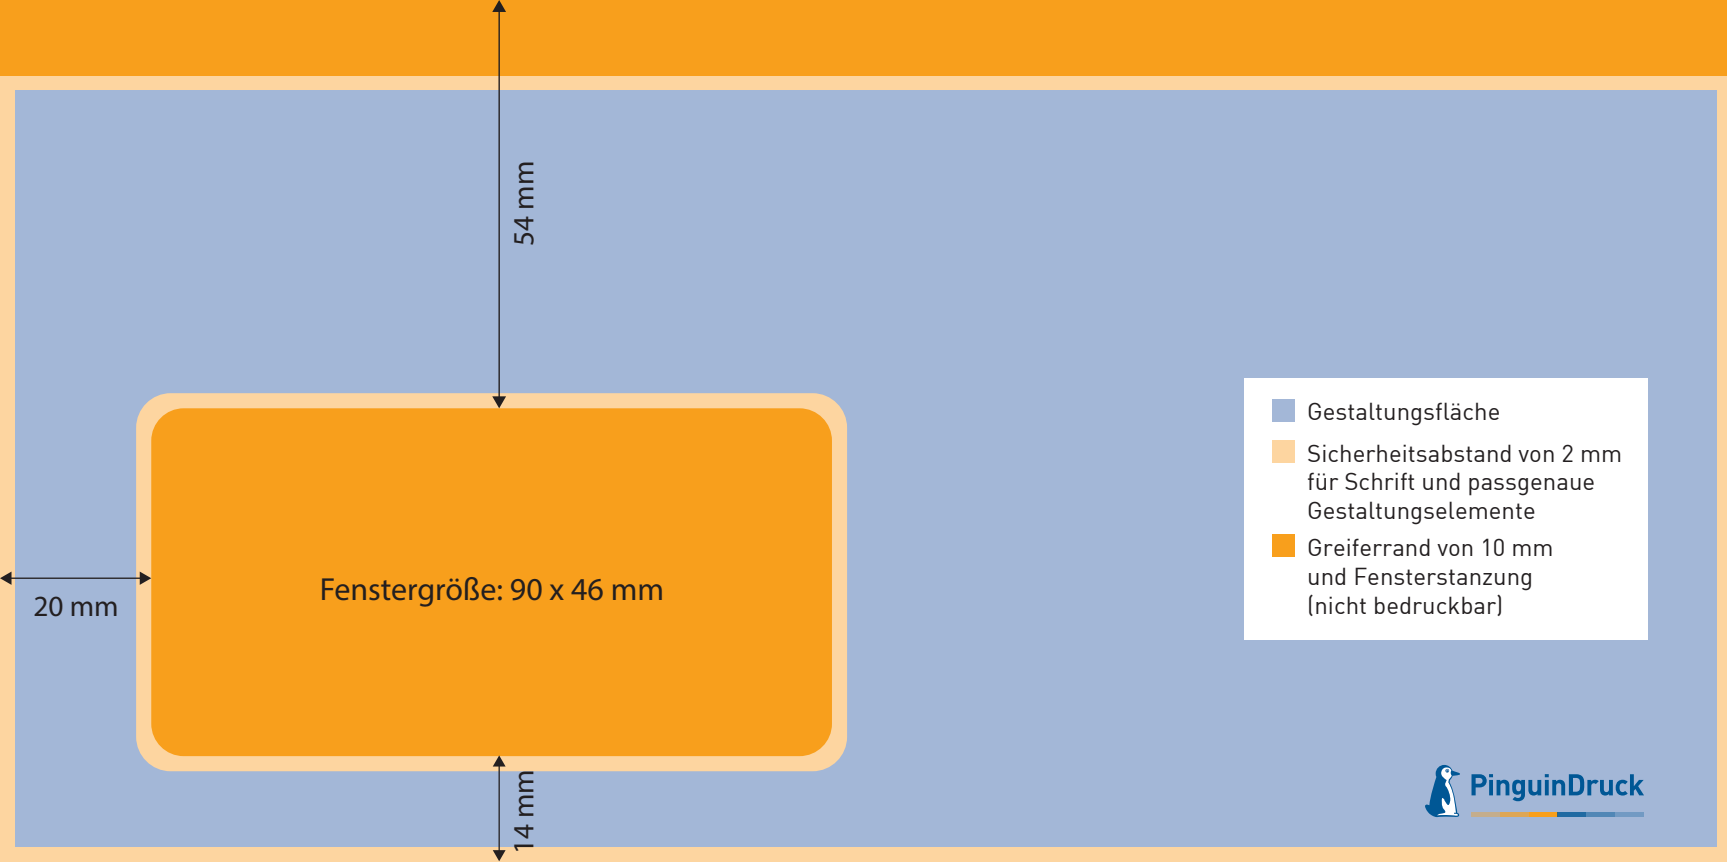 54 mm
Gestaltungsfläche
Sicherheitsabstand von 2 mm
für Schrift und passgenaue
Gestaltungselemente
Greiferrand von 10 mm
und Fensterstanzung
(nicht bedruckbar)
Fenstergröße: 90 x 46 mm
20 mm
14 mm
PinguinDruck